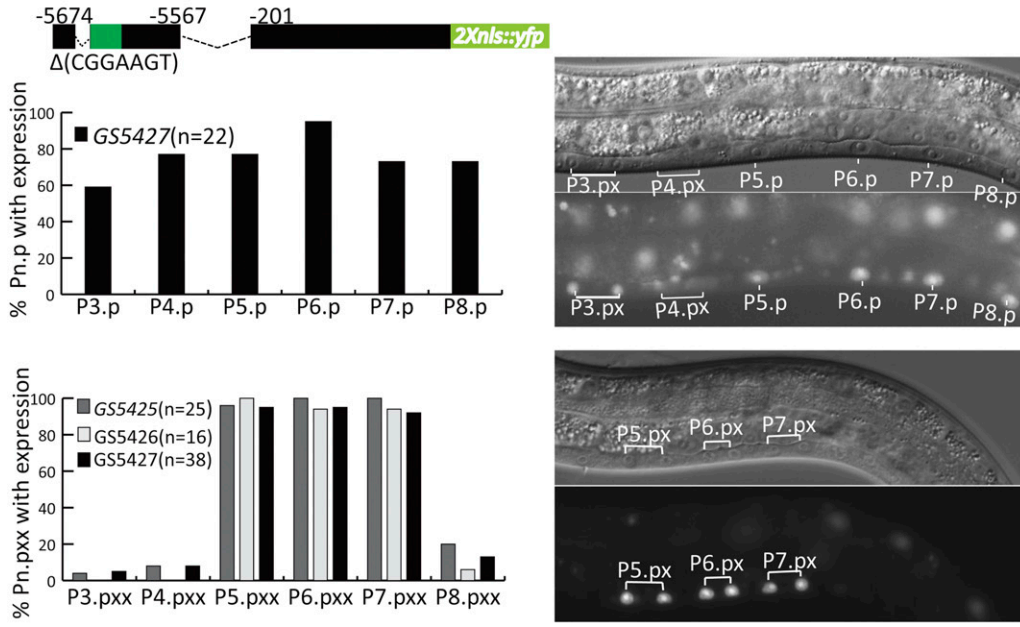 -5674 -5567 -201
2Xnls::yfp
Δ(CGGAAGT)
% Pn.p with expression
100
80
60
40
20
0
GS5427(n=22)
P3.p P4.p P5.p P6.p P7.p P8.p
P3.px P4.px P5.p P6.p P7.p P8.p
P3.px P4.px P5.p P6.p P7.p P8.p
% Pn.pxx with expression
100
80
60
40
20
0
GS5425(n=25)
GS5426(n=16)
GS5427(n=38)
P3.pxx P4.pxx P5.pxx P6.pxx P7.pxx P8.pxx
P5.px P6.px P7.px
P5.px P6.px P7.px